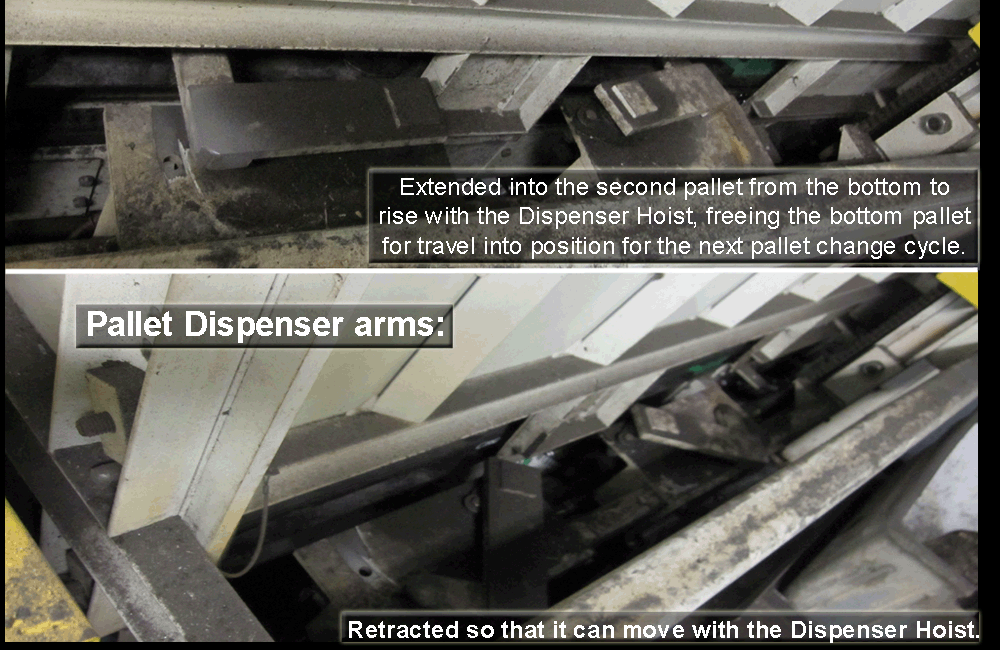 Extended into the second pallet from the bottom to
rise with the Dispenser Hoist, freeing the bottom pallet
for travel into position for the next pallet change cycle.
Pallet Dispenser arms:
Retracted so that it can move with the Dispenser Hoist.